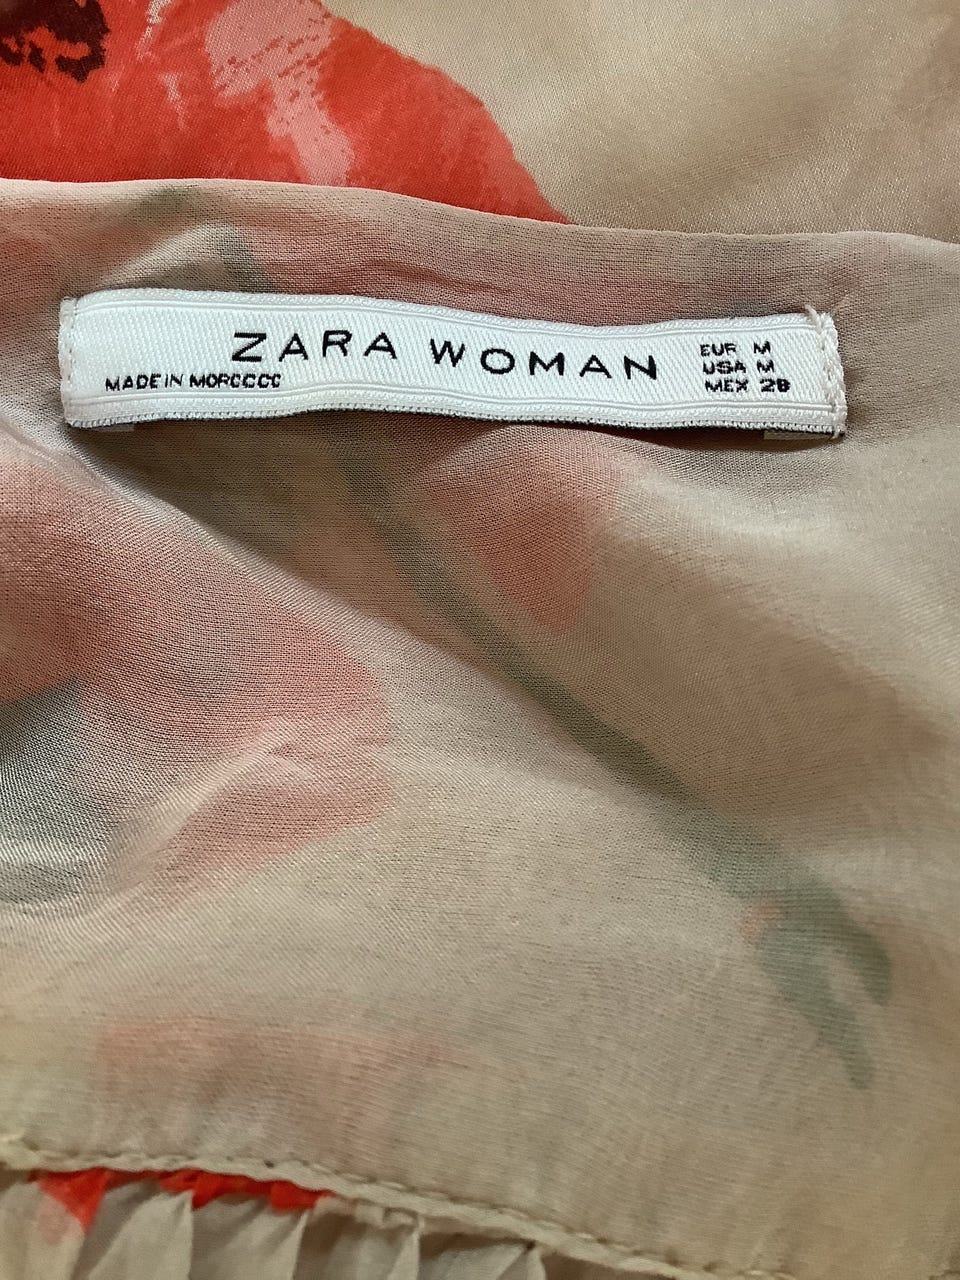 ZARA WOMAN
MADE IN MOROCCO
EUR M
USA M
MEX 28